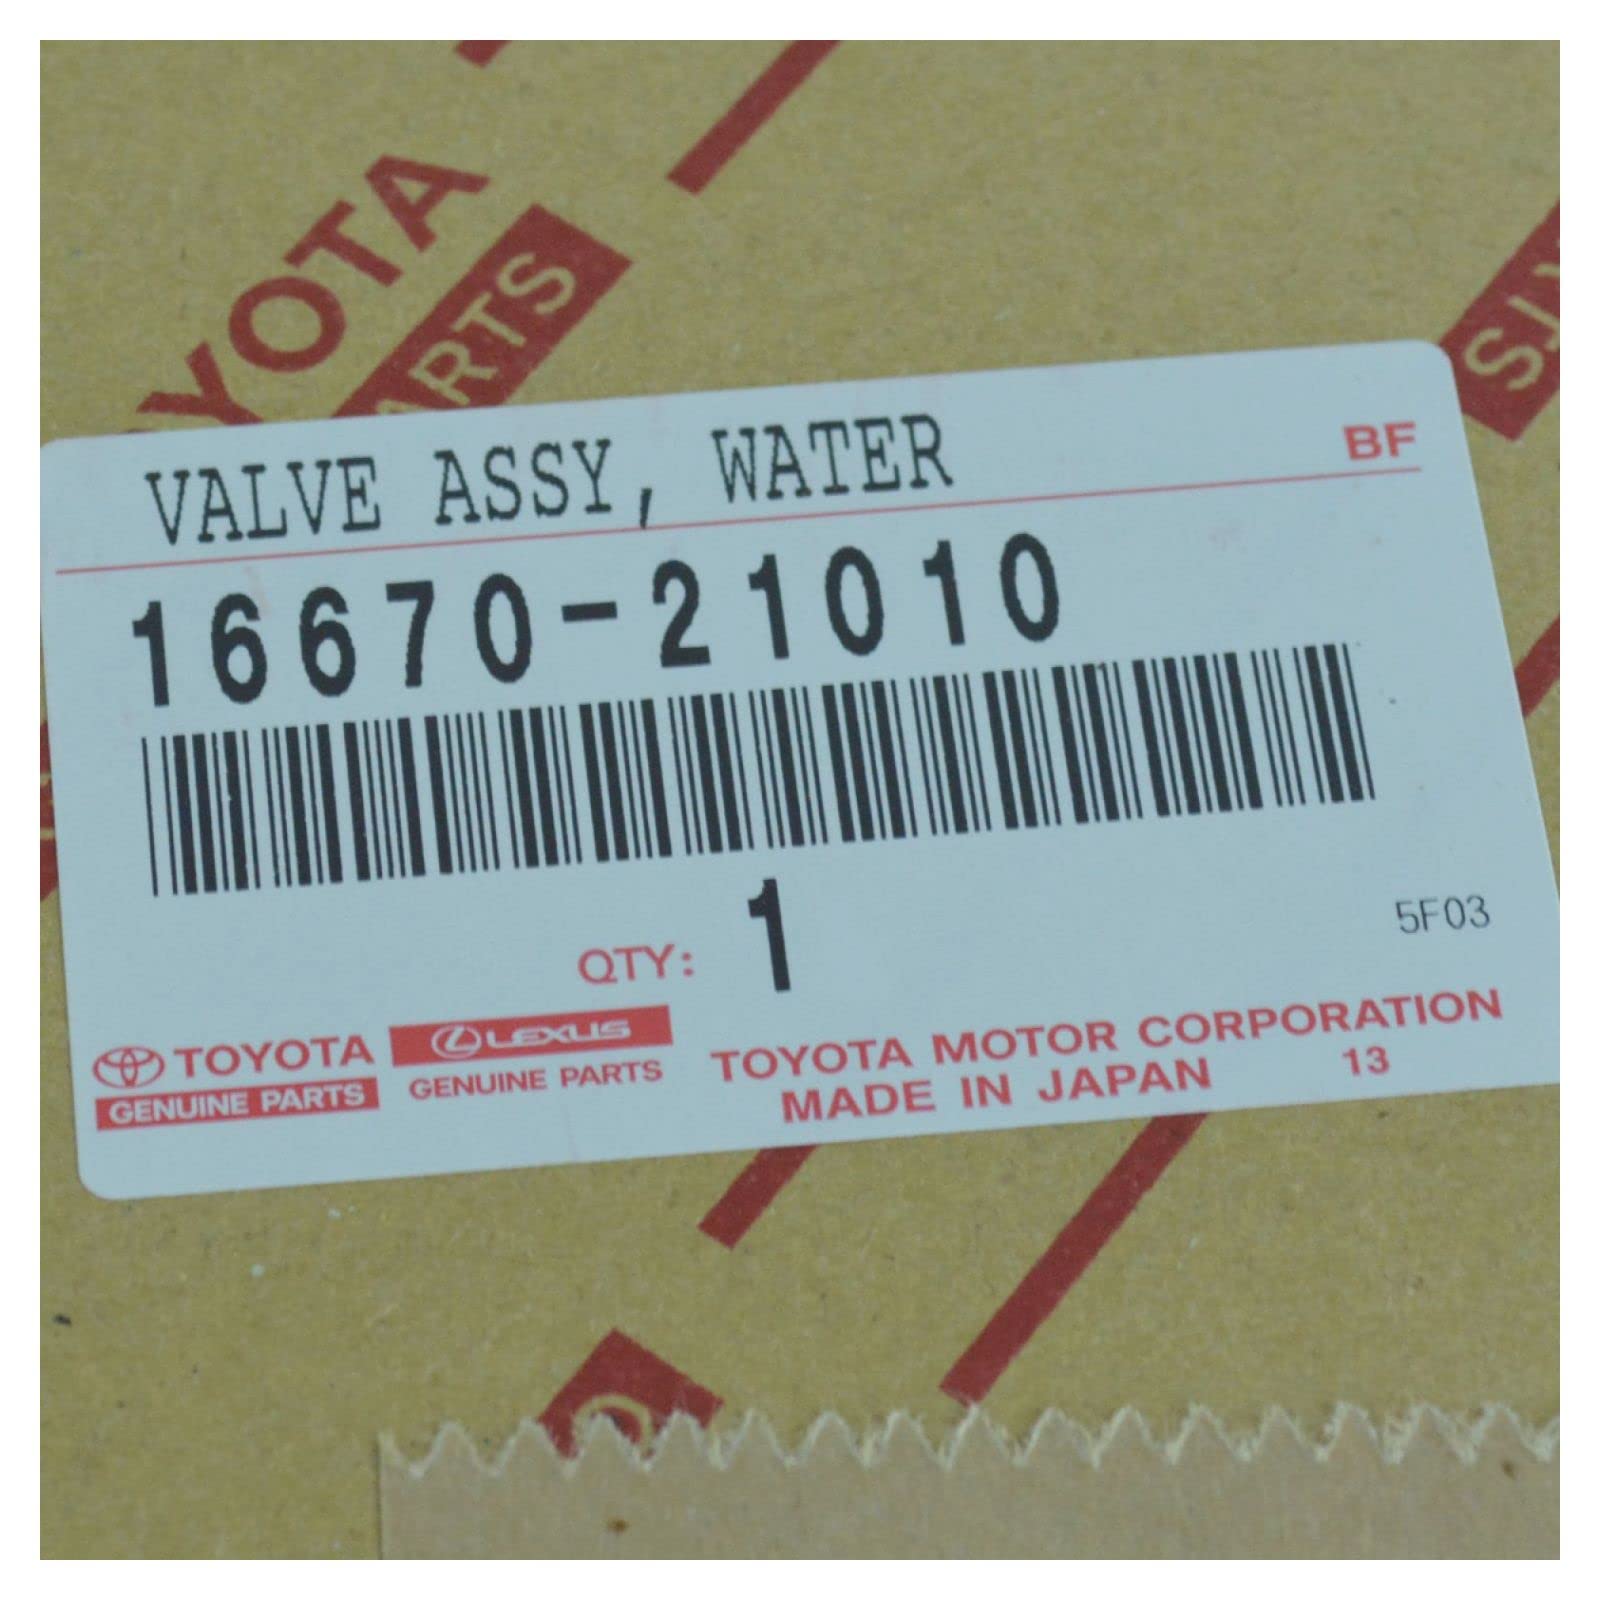 TOYOTA
PARTS
VALVE ASSY, WATER
BF
16670-21010
QTY: 1
5F03
TOYOTA
GENUINE PARTS
LEXUS
GENUINE PARTS
TOYOTA MOTOR CORPORATION
MADE IN JAPAN 13